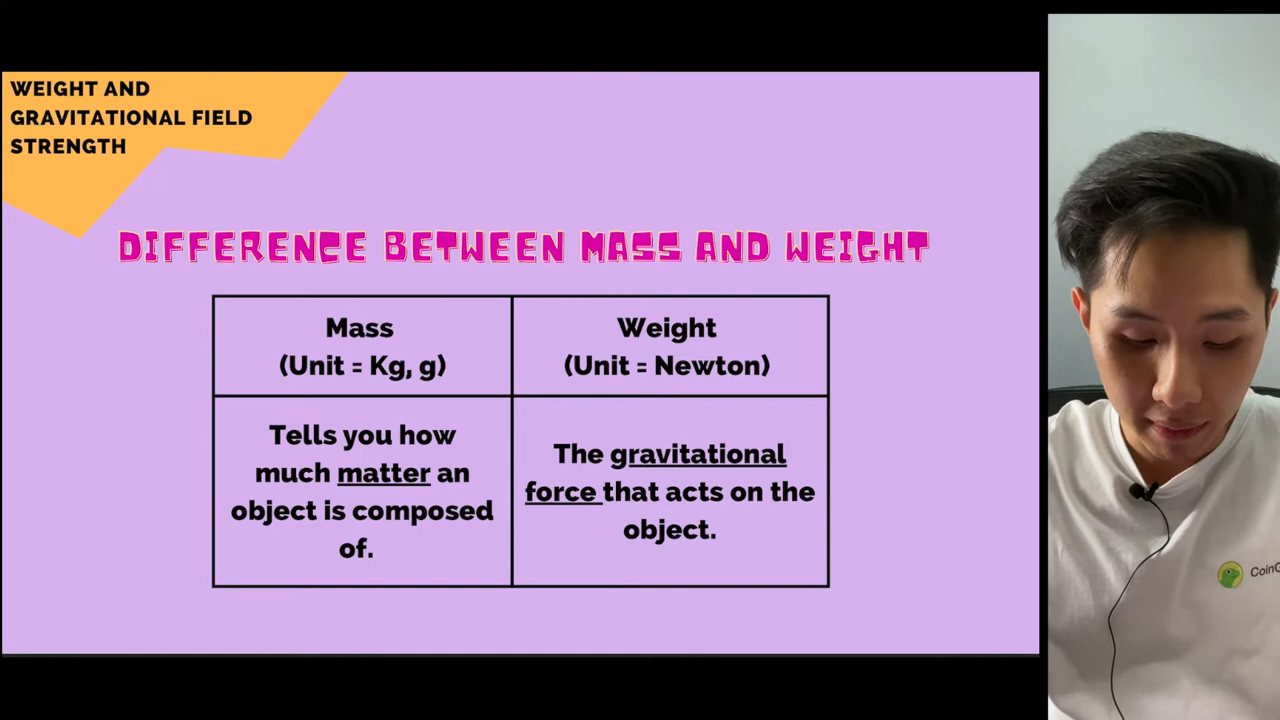 WEIGHT AND
GRAVITATIONAL FIELD
STRENGTH
DIFFERENCE BETWEEN MASS AND WEIGHT
Mass
(Unit = Kg, g)
Weight
(Unit = Newton)
Tells you how
much matter an
object is composed
of.
The gravitational
force that acts on the
object.